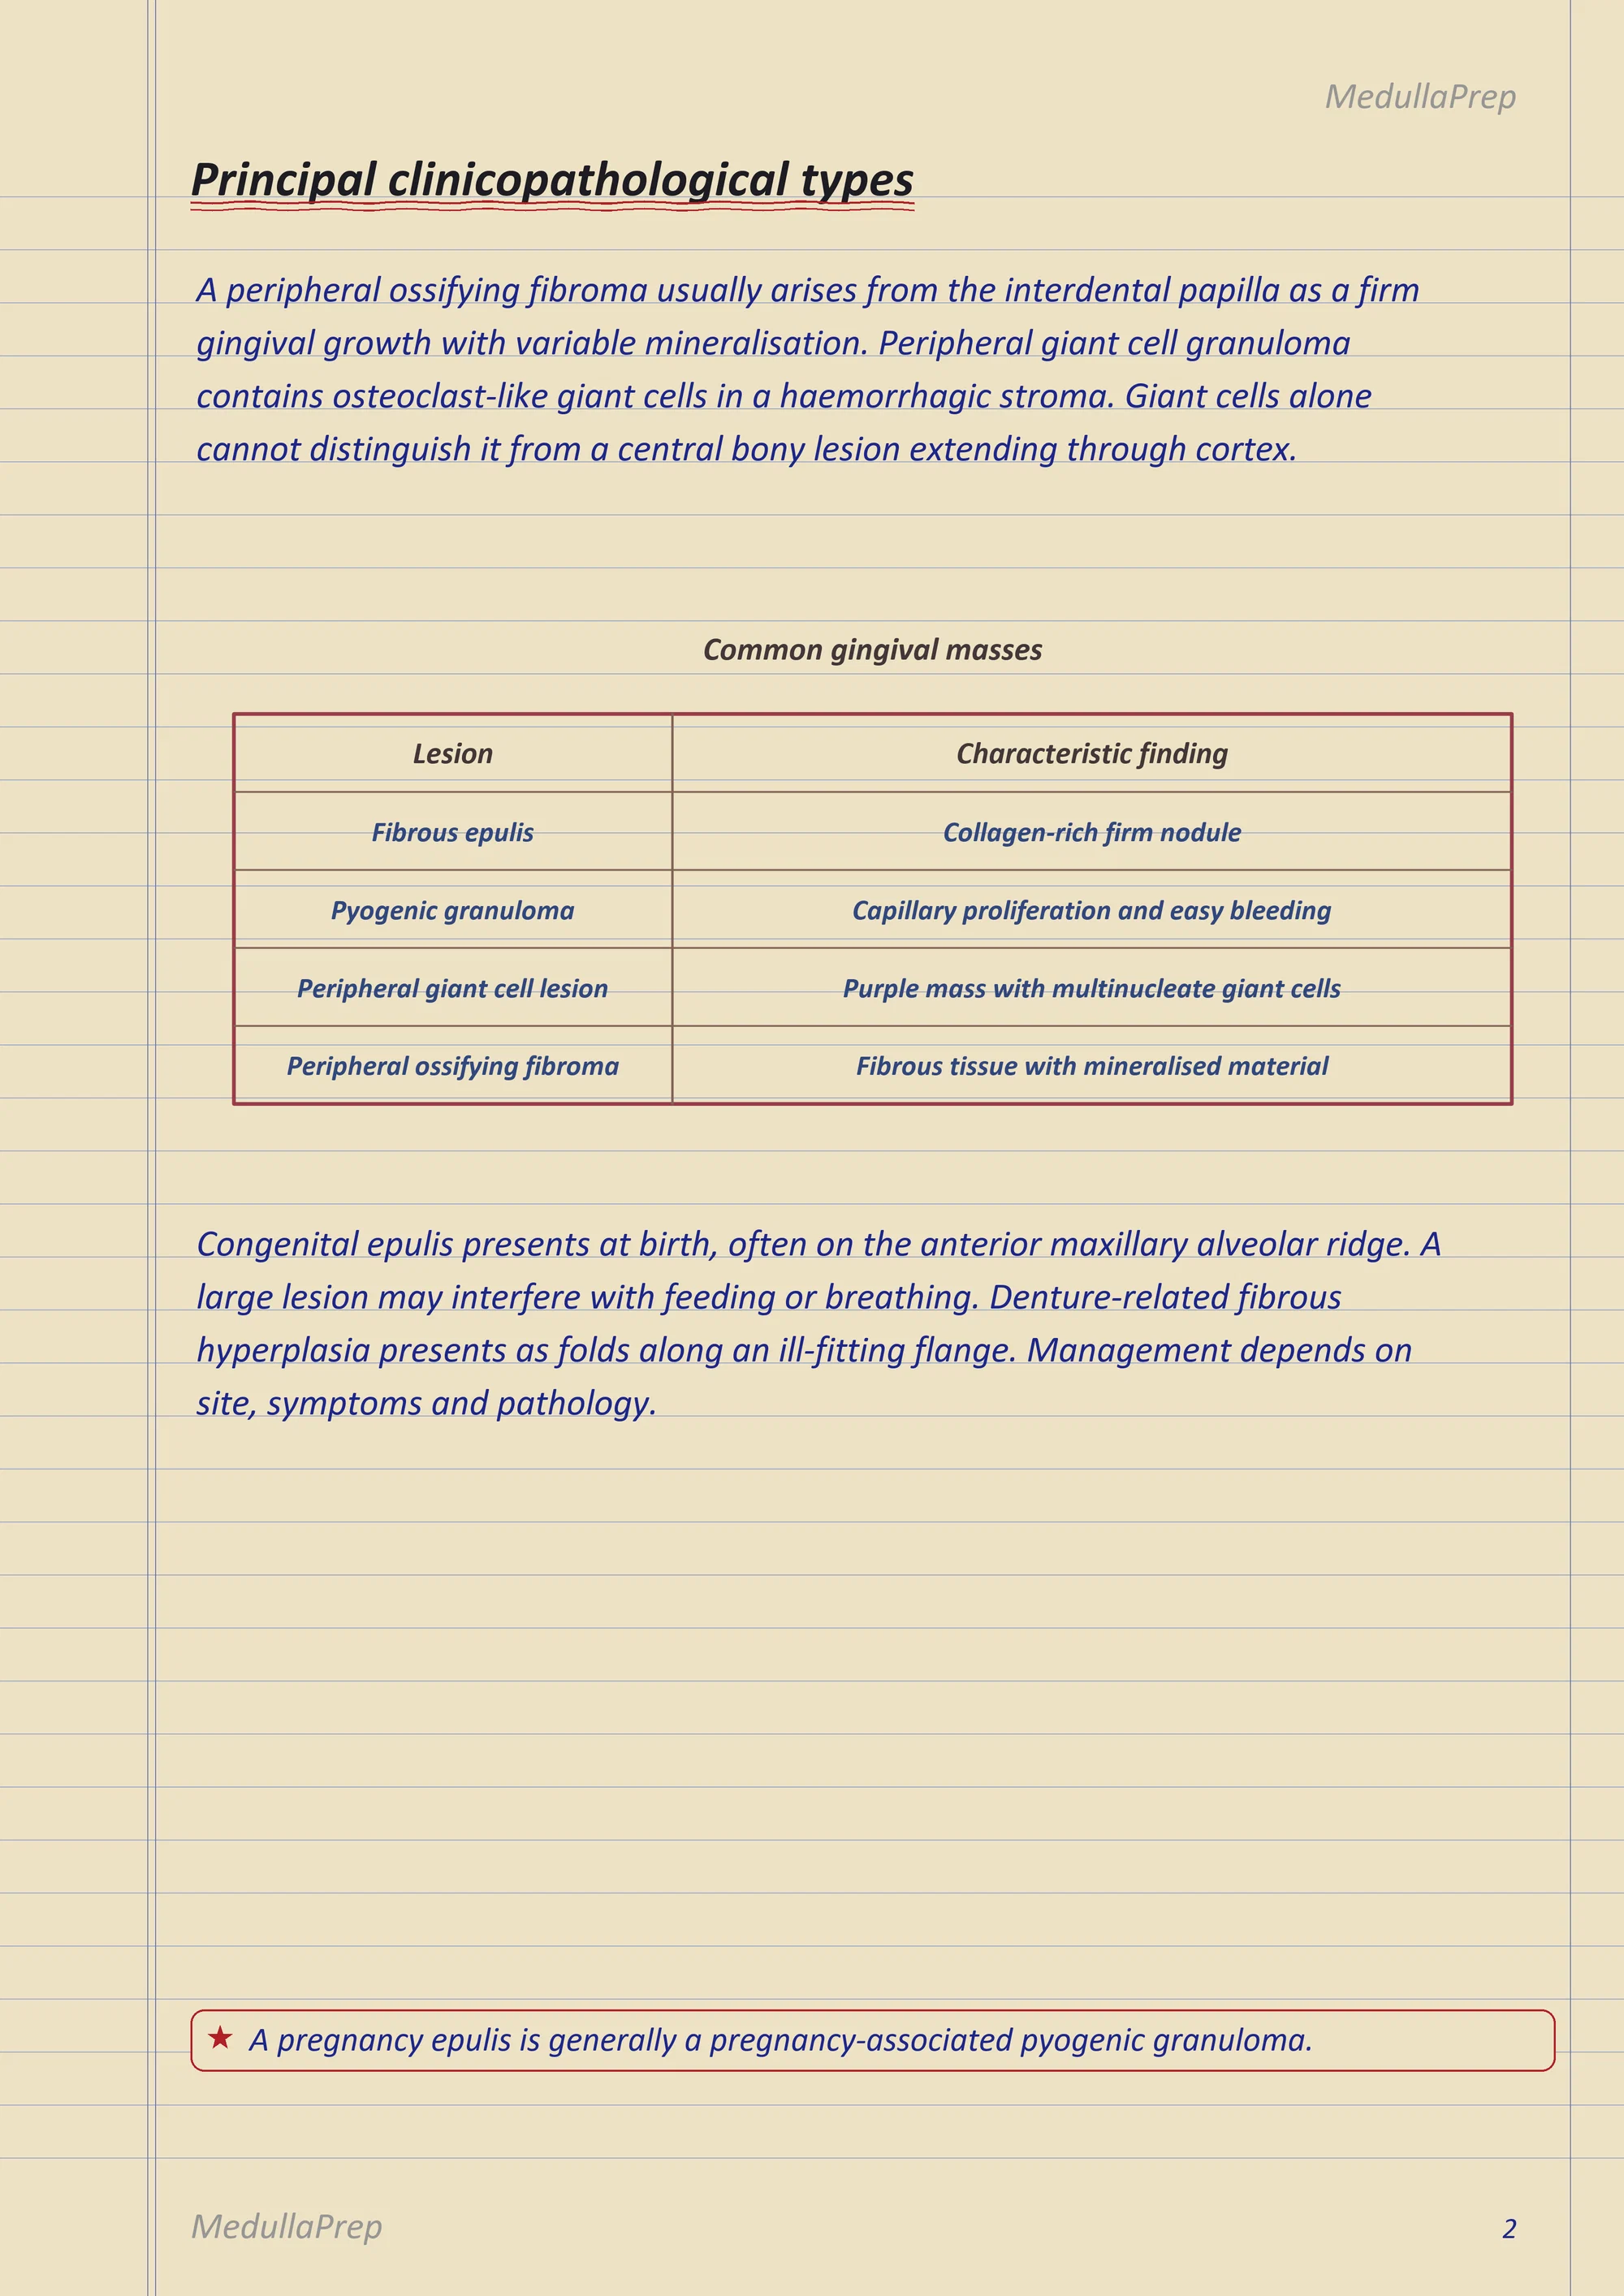 MedullaPrep
Principal clinicopathological types
A peripheral ossifying fibroma usually arises from the interdental papilla as a firm
gingival growth with variable mineralisation. Peripheral giant cell granuloma
contains osteoclast-like giant cells in a haemorrhagic stroma. Giant cells alone
cannot distinguish it from a central bony lesion extending through cortex.
Common gingival masses
Lesion Characteristic finding
Fibrous epulis Collagen-rich firm nodule
Pyogenic granuloma Capillary proliferation and easy bleeding
Peripheral giant cell lesion Purple mass with multinucleate giant cells
Peripheral ossifying fibroma Fibrous tissue with mineralised material
Congenital epulis presents at birth, often on the anterior maxillary alveolar ridge. A
large lesion may interfere with feeding or breathing. Denture-related fibrous
hyperplasia presents as folds along an ill-fitting flange. Management depends on
site, symptoms and pathology.
★ A pregnancy epulis is generally a pregnancy-associated pyogenic granuloma.
MedullaPrep 2